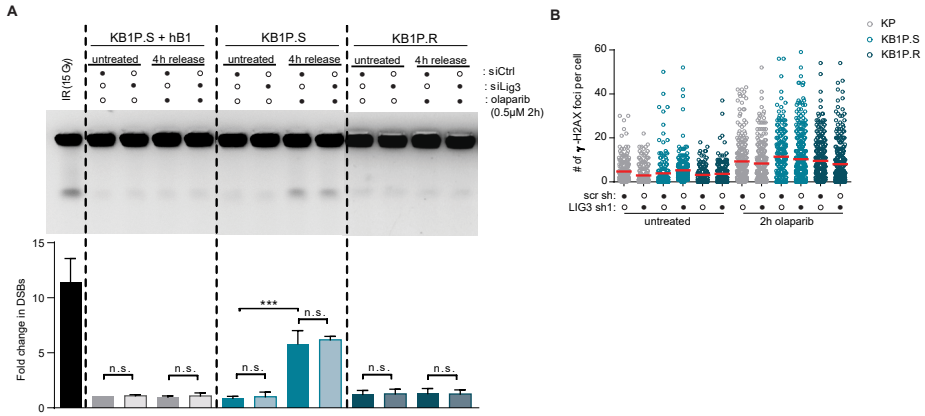 A
KB1P.S + hB1
KB1P.S
KB1P.R
IR (15 Gy)
untreated
4h release
untreated
4h release
untreated
4h release
: siCtrl
: siLig3
: olaparib
(0.5µM 2h)
Fold change in DSBs
15
10
5
0
n.s.
n.s.
n.s.
***
n.s.
n.s.
n.s.
B
KP
KB1P.S
KB1P.R
# of γ-H2AX foci per cell
60
40
20
0
scr sh:
LIG3 sh1:
untreated
2h olaparib